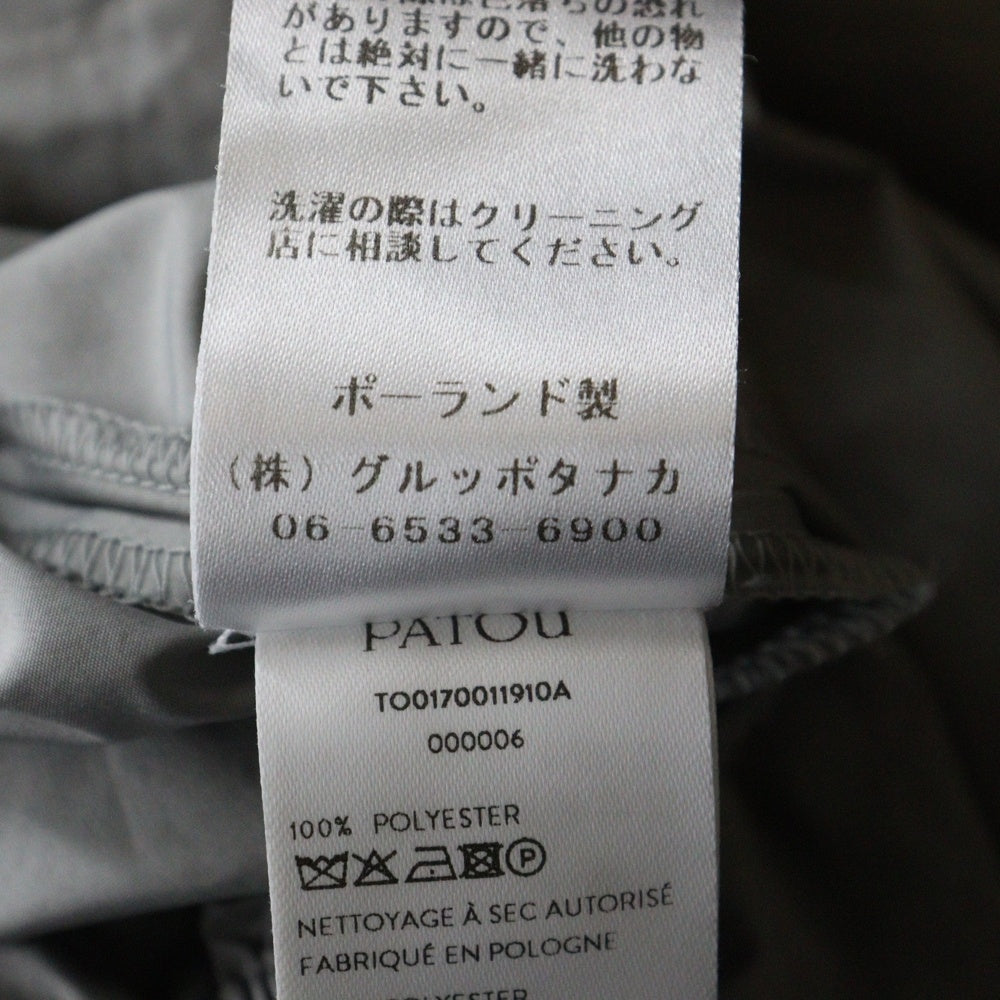 がありますので、他の物
とは絶対に一緒に洗わな
いで下さい。
洗濯の際はクリーニング
店に相談してください。
ポーランド製
（株）グルッポタナカ
06-6533-6900
PATOU
TO0170011910A
000006
100% POLYESTER
P
NETTOYAGE À SEC AUTORISÉ
FABRIQUÉ EN POLOGNE
POLYESTER